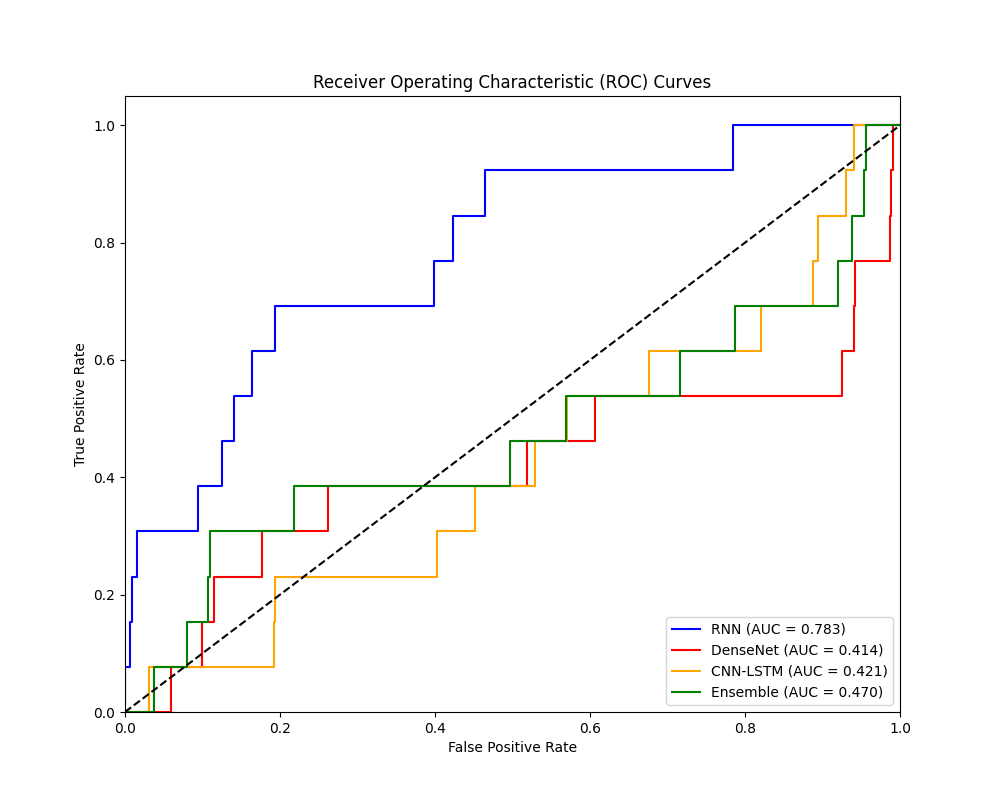 Receiver Operating Characteristic (ROC) Curves
True Positive Rate
1.0
0.8
0.6
0.4
0.2
0.0
0.0 0.2 0.4 0.6 0.8 1.0
False Positive Rate
RNN (AUC = 0.783)
DenseNet (AUC = 0.414)
CNN-LSTM (AUC = 0.421)
Ensemble (AUC = 0.470)